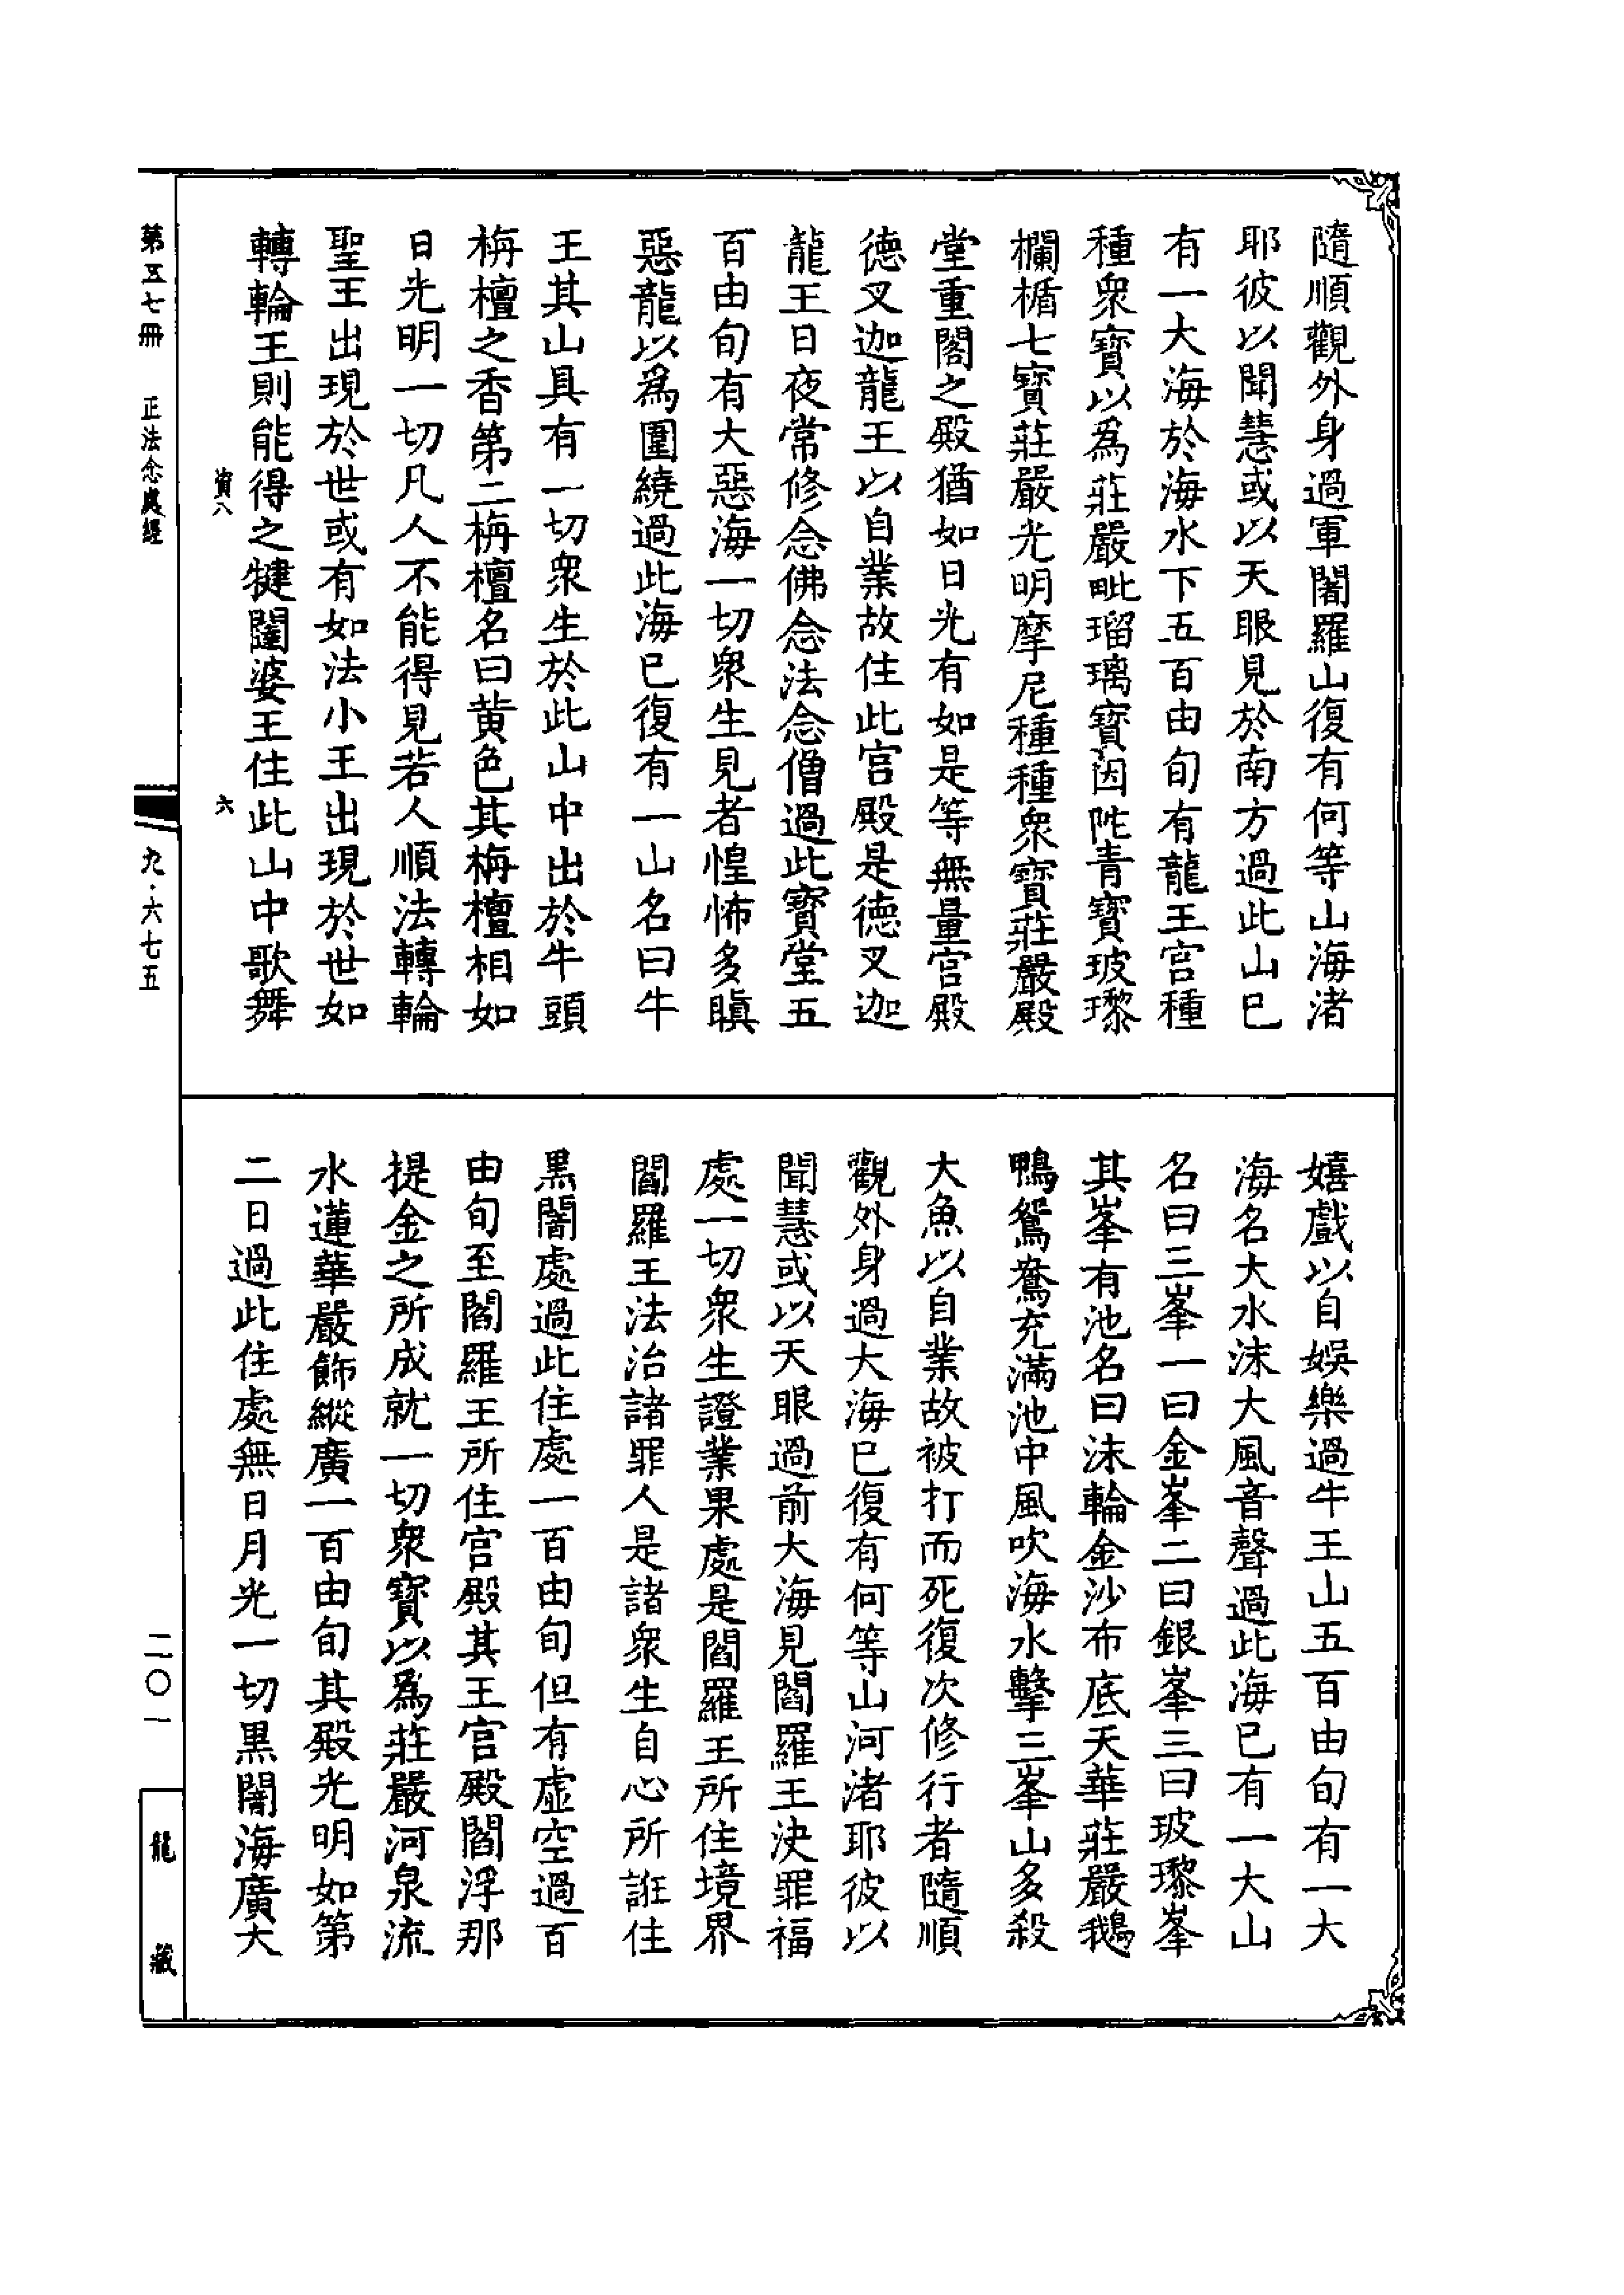 隨順觀外身過軍闍羅山復有何等山海渚
耶彼以聞慧或以天眼見於南方過此山已
有一大海於海水下五百由旬有龍王宫種
種衆寶以爲莊嚴毗瑠璃寶因陁青寶玻瓈
欄楯七寶莊嚴光明摩尼種種衆寶莊嚴殿
堂重閣之殿猶如日光有如是等無量宫殿
德叉迦龍王以自業故住此宫殿是德叉迦
龍王日夜常修念佛念法念僧過此寶堂五
百由旬有大惡海一切衆生見者惶怖多瞋
惡龍以爲圍繞過此海已復有一山名曰牛
王其山具有一切衆生於此山中出於牛頭
栴檀之香第二栴檀名曰黄色其栴檀相如
日光明一切凡人不能得見若人順法轉輪
聖王出現於世或有如法小王出現於世如
轉輪王則能得之犍闥婆王住此山中歌舞
嬉戲以自娱樂過牛王山五百由旬有一大
海名大水沫大風音聲過此海已有一大山
名曰三峯一曰金峯二曰銀峯三曰玻瓈峯
其峯有池名曰沫輪金沙布底天華莊嚴鵝
鴨鴛鴦充滿池中風吹海水擊三峯山多殺
大魚以自業故被打而死復次修行者隨順
觀外身過大海已復有何等山河渚耶彼以
聞慧或以天眼過前大海見閻羅王決罪福
處一切衆生證業果處是閻羅王所住境界
閻羅王法治諸罪人是諸衆生自心所誑住
黑闇處過此住處一百由旬但有虛空過百
由旬至閻羅王所住宫殿其王宫殿閻浮那
提金之所成就一切衆寶以爲莊嚴河泉流
水蓮華嚴飾縱廣一百由旬其殿光明如第
二日過此住處無日月光一切黑闇海廣大
第五七冊　正法念處經
六
九·六七五
二〇一
龍藏